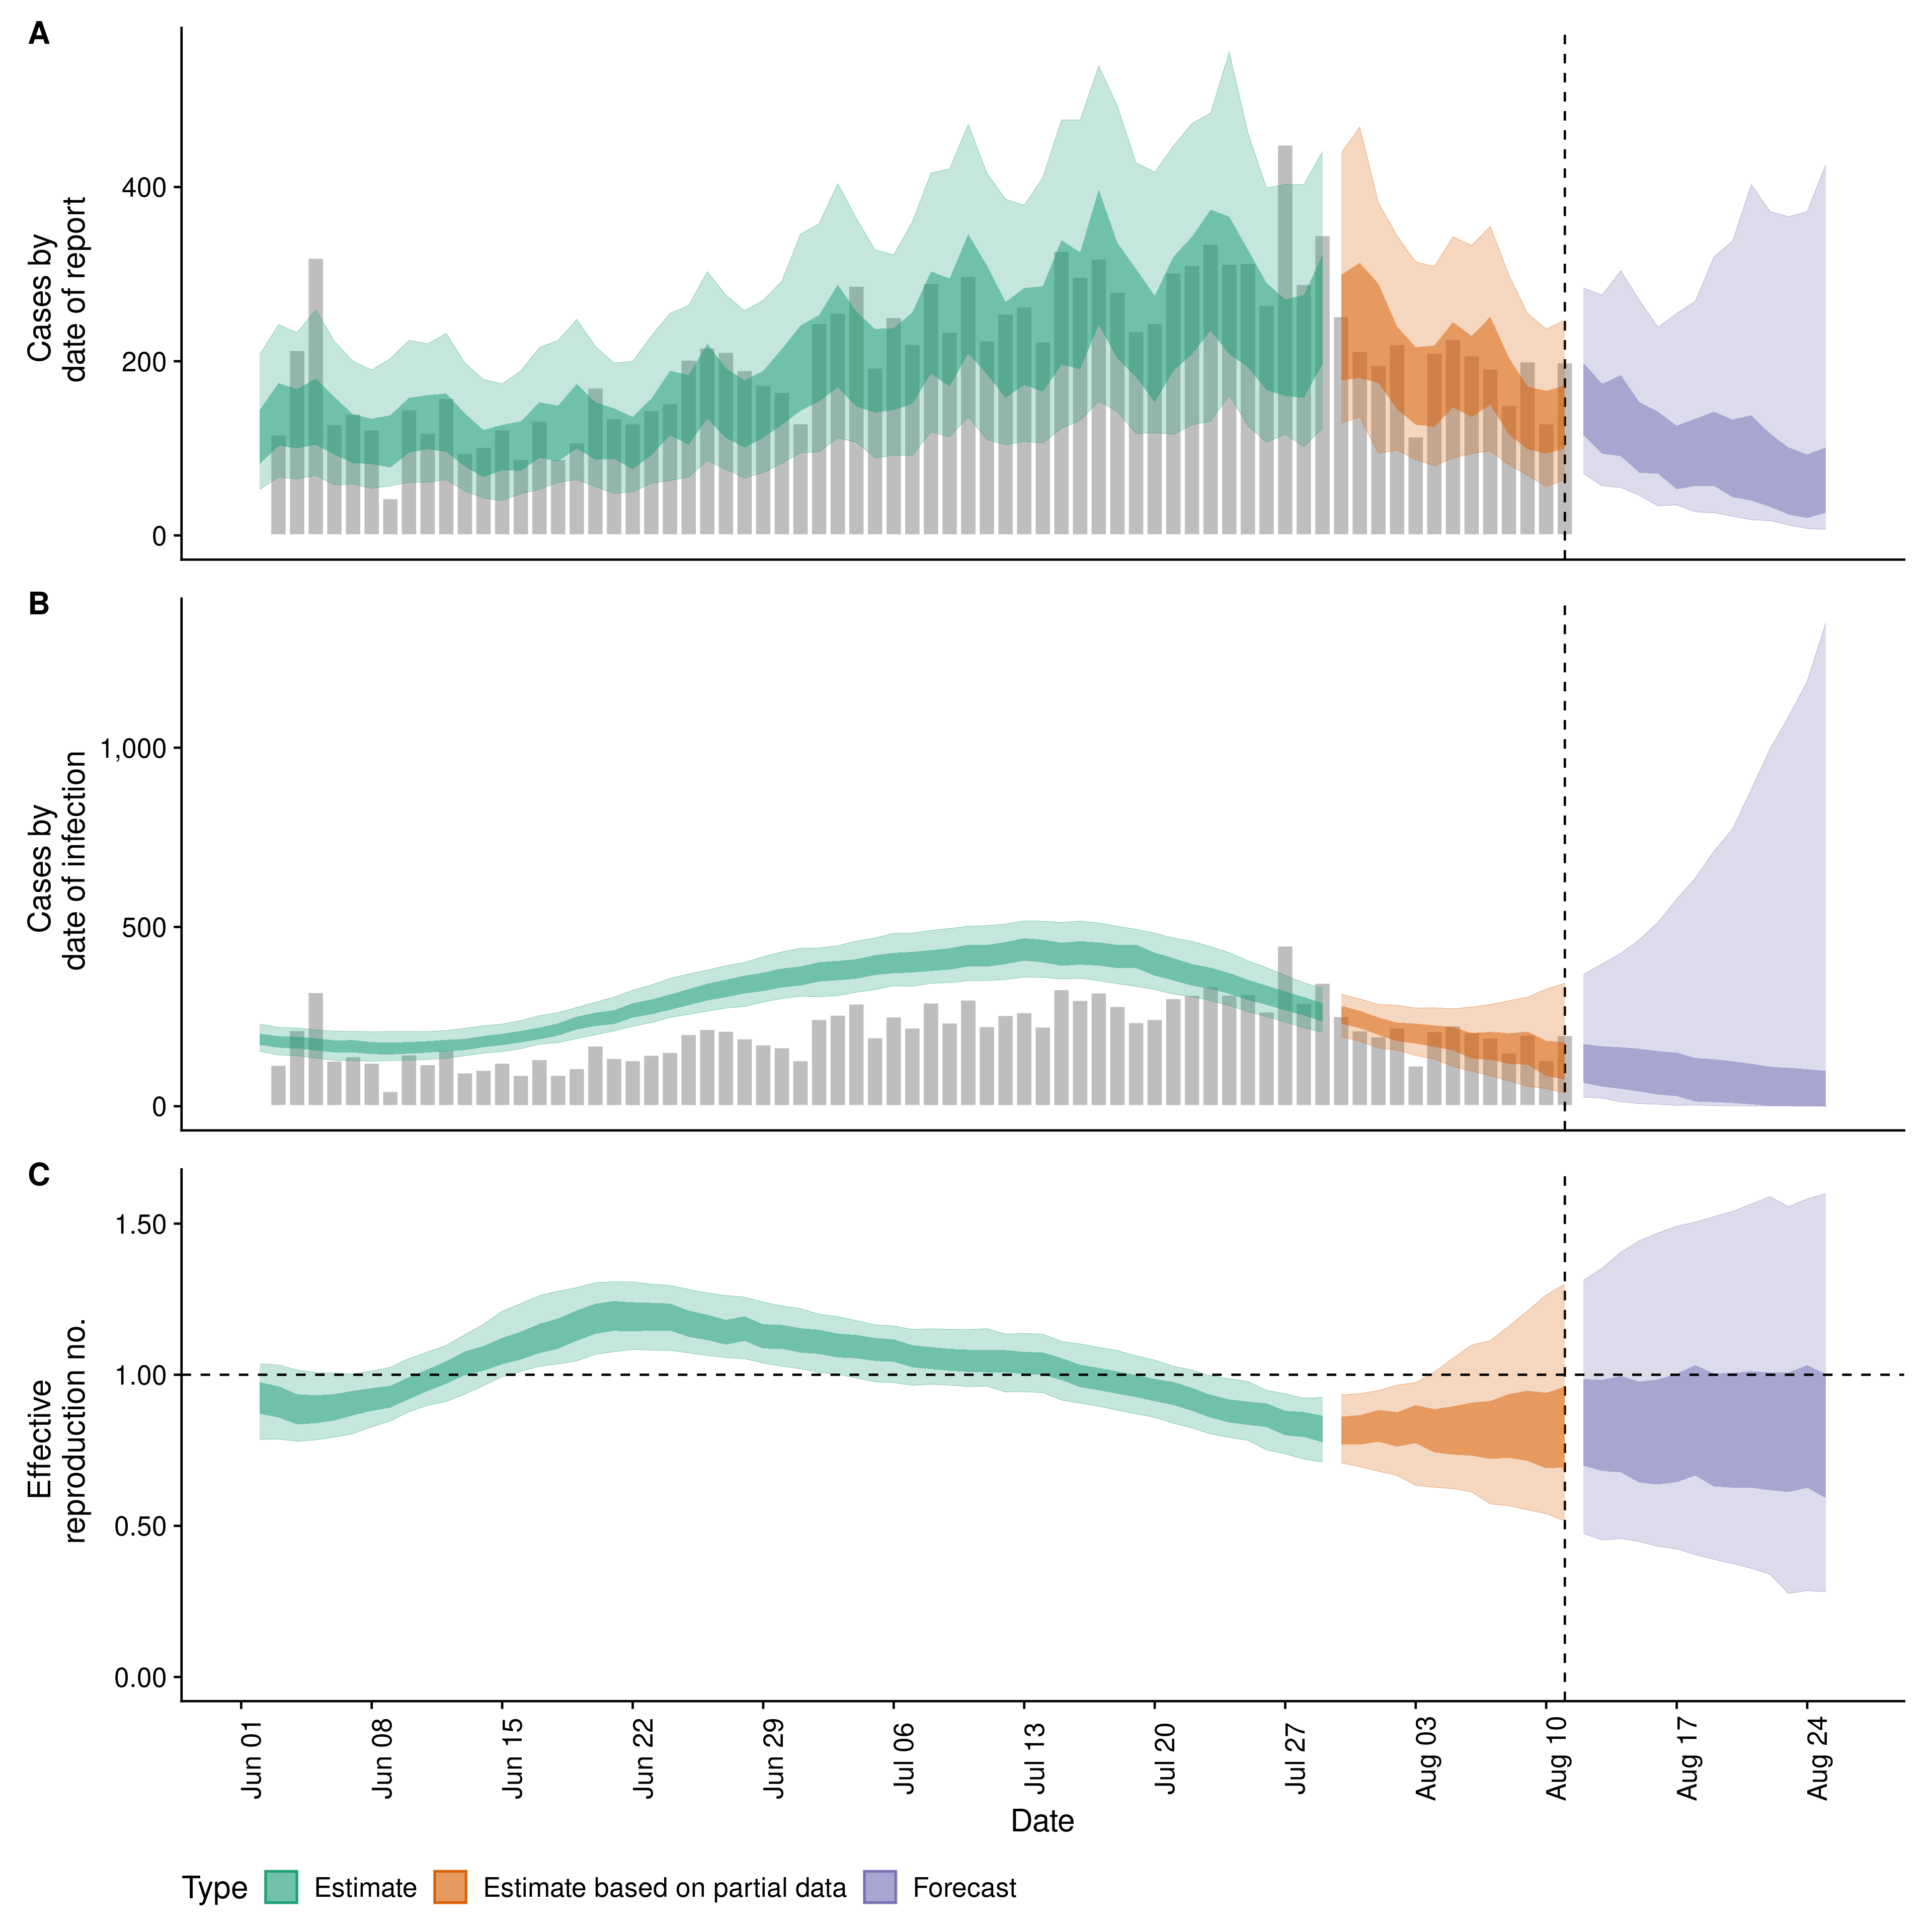 A
Cases by
date of report
400
200
0
B
Cases by
date of infection
1,000
500
0
C
Effective
reproduction no.
1.50
1.00
0.50
0.00
Jun 01
Jun 08
Jun 15
Jun 22
Jun 29
Jul 06
Jul 13
Jul 20
Jul 27
Aug 03
Aug 10
Aug 17
Aug 24
Date
Type Estimate Estimate based on partial data Forecast